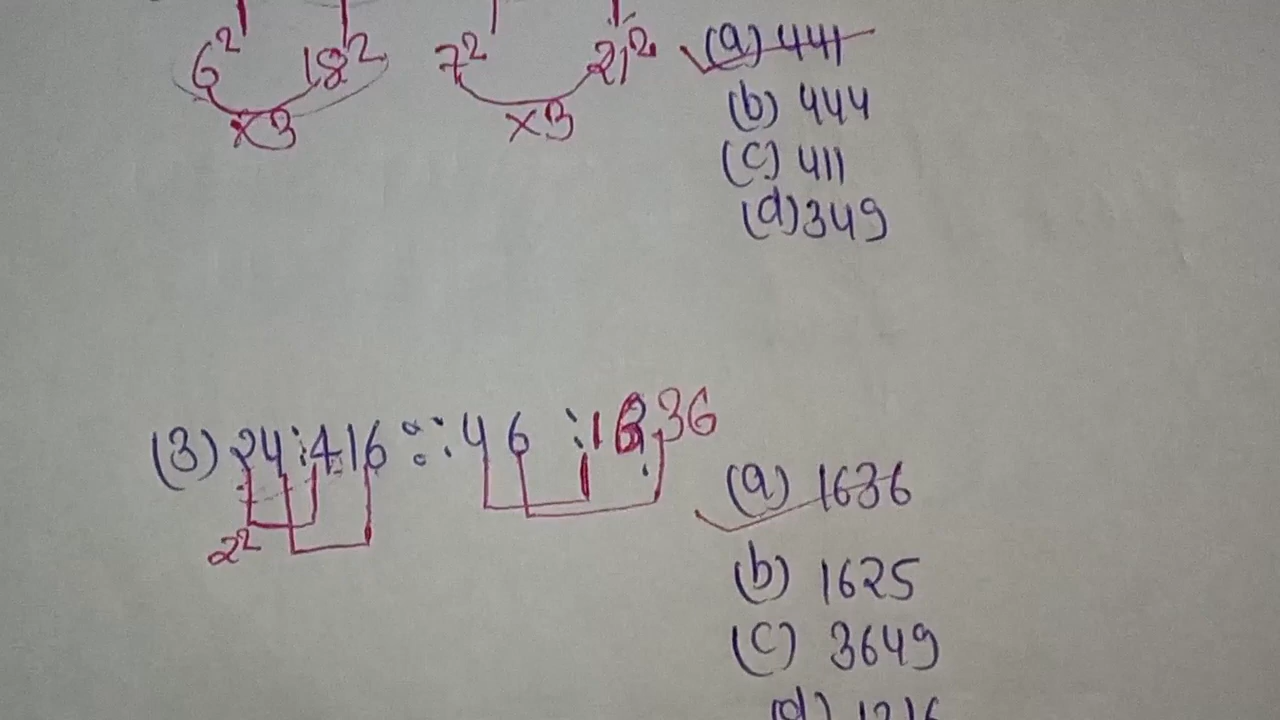 6² 18² 7² 21²
×3 ×3
(a) 441
(b) 444
(c) 411
(d) 349
(3) 24 : 416 :: 46 : 1636
2²
(a) 1636
(b) 1625
(c) 3649
(d) 1216